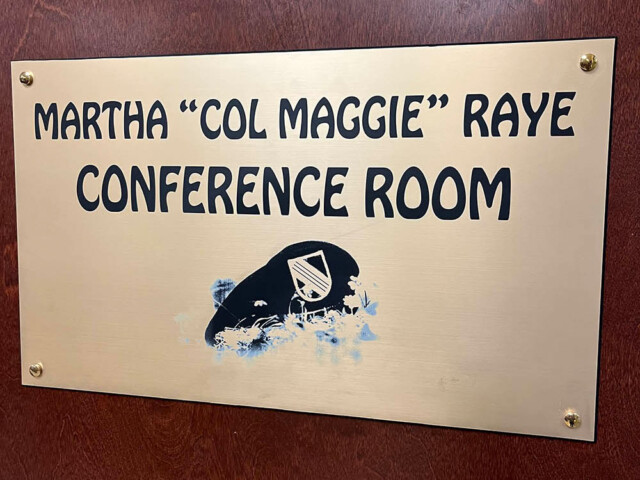 MARTHA “COL MAGGIE” RAYE
CONFERENCE ROOM